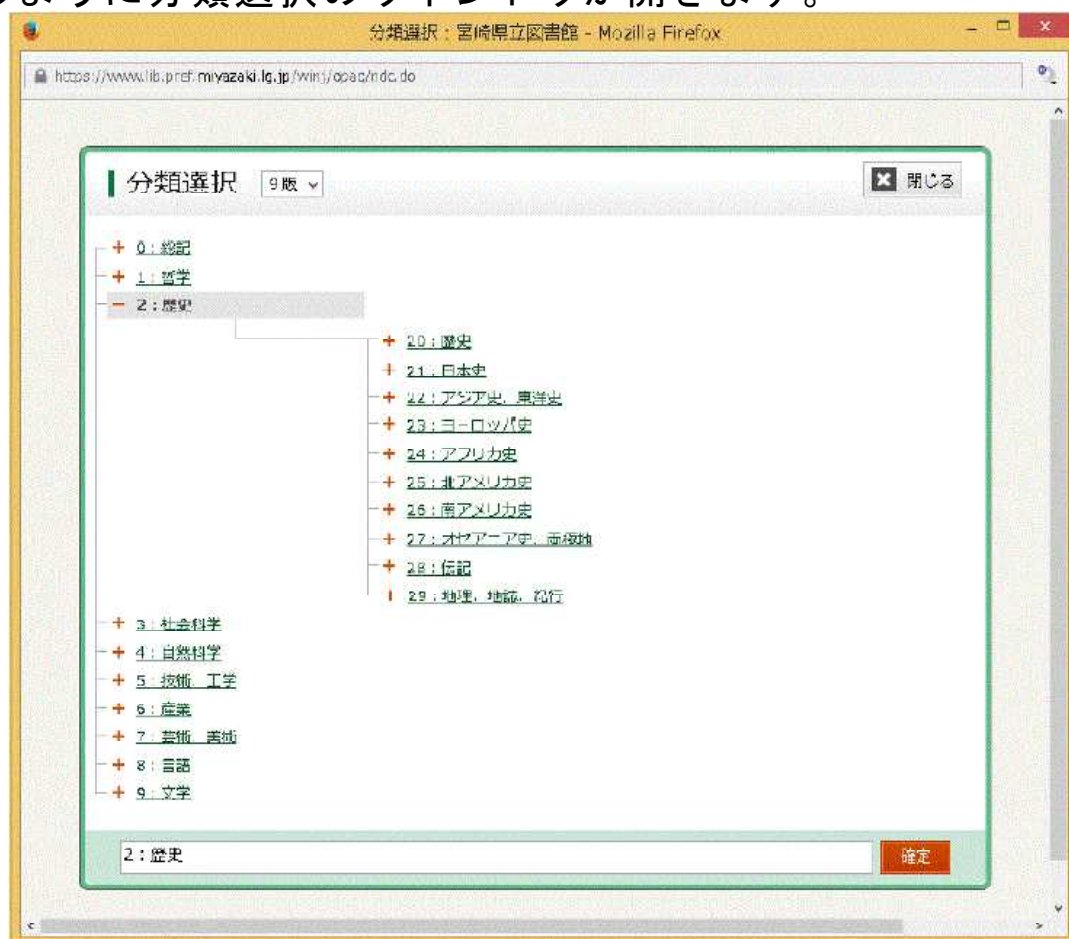 ように分類選択のウィンドウが開きます。
分類選択：宮崎県立図書館 - Mozilla Firefox
https://www.lib.pref.miyazaki.lg.jp/winj/opac/ndc.do
分類選択 9版 閉じる
+ 0：総記
+ 1：哲学
− 2：歴史
+ 20：歴史
+ 21：日本史
+ 22：アジア史．東洋史
+ 23：ヨーロッパ史
+ 24：アフリカ史
+ 25：北アメリカ史
+ 26：南アメリカ史
+ 27：オセアニア史．両極地
+ 28：伝記
+ 29：地理．地誌．紀行
+ 3：社会科学
+ 4：自然科学
+ 5：技術．工学
+ 6：産業
+ 7：芸術．美術
+ 8：言語
+ 9：文学
2：歴史 確定